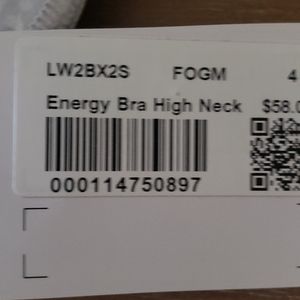 LW2BX2S FOGM 4
Energy Bra High Neck $58.0
000114750897